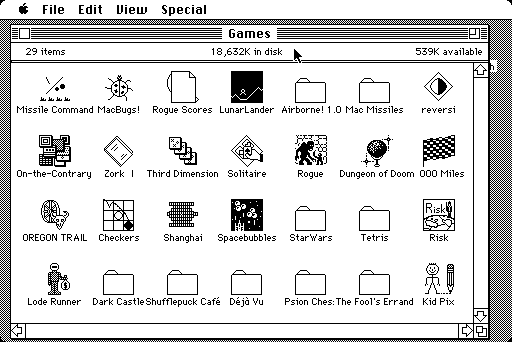 File Edit View Special
Games
29 items 18,632K in disk 539K available
Missile Command MacBugs! Rogue Scores LunarLander Airborne! 1.0 Mac Missiles reversi
On-the-Contrary Zork I Third Dimension Solitaire Rogue Dungeon of Doom 000 Miles
Risk
OREGON TRAIL Checkers Shanghai Spacebubbles StarWars Tetris Risk
Lode Runner Dark Castle Shufflepuck Café Déjà Vu Psion Ches: The Fool's Errand Kid Pix